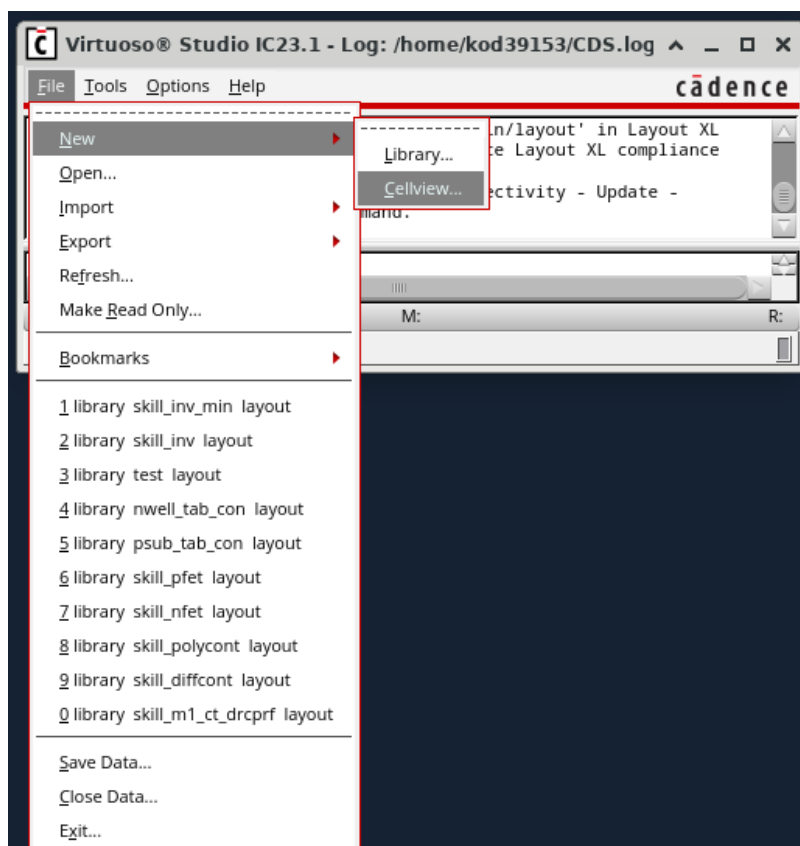 Virtuoso® Studio IC23.1 - Log: /home/kod39153/CDS.log
File Tools Options Help
cādence
New
Library...
Cellview...
in/layout' in Layout XL
te Layout XL compliance
ectivity - Update -
mand.
Open...
Import
Export
Refresh...
Make Read Only...
M:
R:
Bookmarks
1 library skill_inv_min layout
2 library skill_inv layout
3 library test layout
4 library nwell_tab_con layout
5 library psub_tab_con layout
6 library skill_pfet layout
7 library skill_nfet layout
8 library skill_polycont layout
9 library skill_diffcont layout
0 library skill_m1_ct_drcprf layout
Save Data...
Close Data...
Exit...